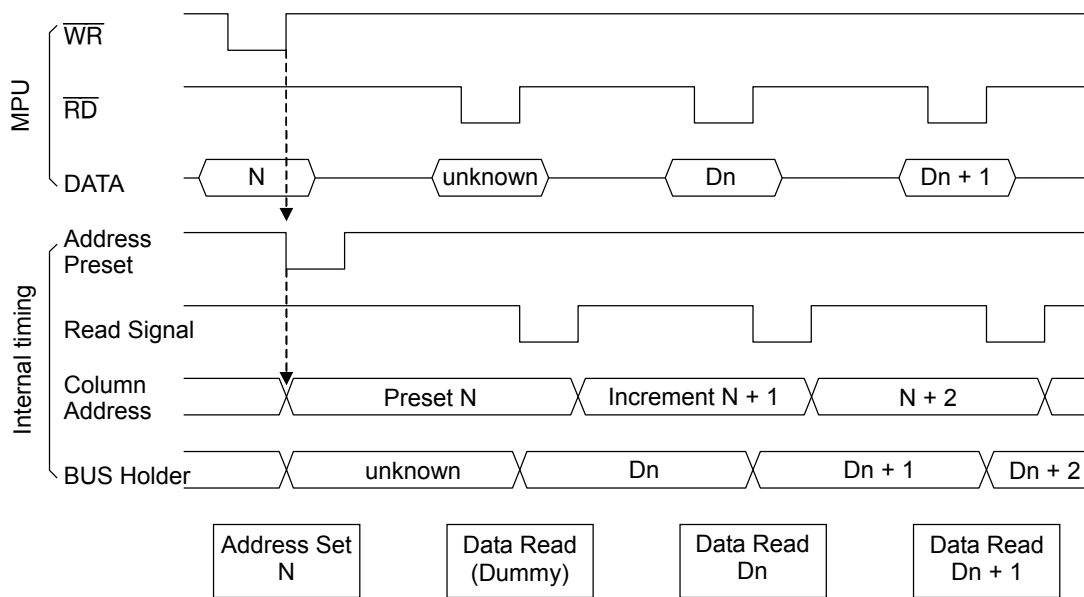 MPU
WR
RD
DATA
N
unknown
Dn
Dn + 1
Internal timing
Address
Preset
Read Signal
Column
Address
Preset N
Increment N + 1
N + 2
BUS Holder
unknown
Dn
Dn + 1
Dn + 2
Address Set
N
Data Read
(Dummy)
Data Read
Dn
Data Read
Dn + 1